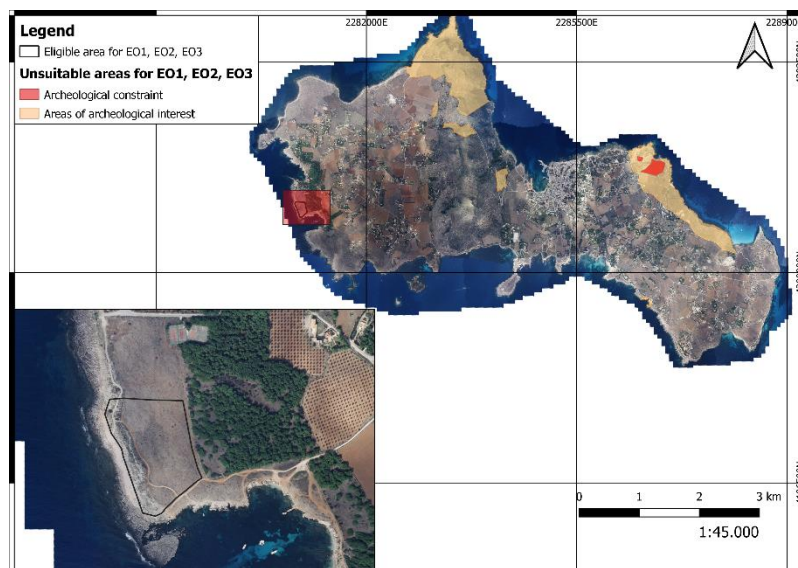 2282000E
2285500E
228900
Legend
Eligible area for EO1, EO2, EO3
Unsuitable areas for EO1, EO2, EO3
Archeological constraint
Areas of archeological interest
0
1
2
3 km
1:45.000